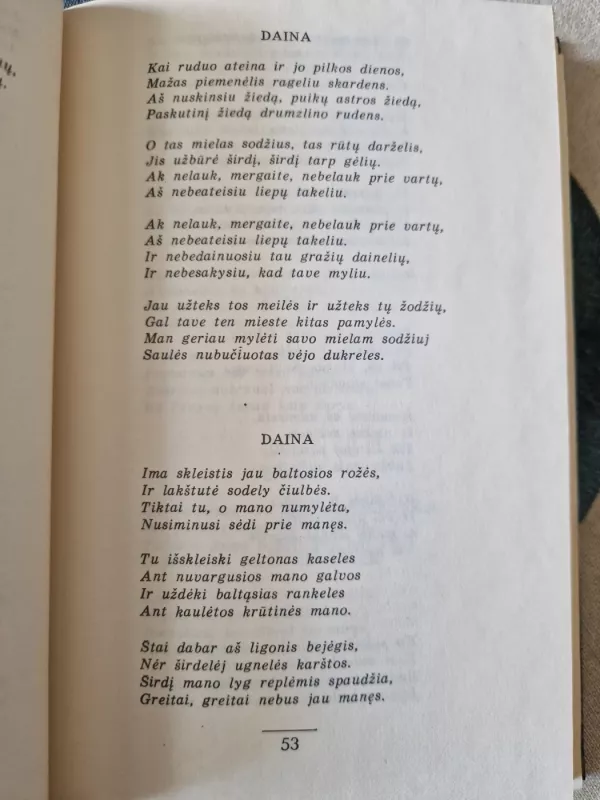 DAINA
Kai ruduo ateina ir jo pilkos dienos,
Mažas piemenėlis rageliu skardens.
Aš nuskinsiu žiedą, puikų astros žiedą,
Paskutinį žiedą drumzlino rudens.
O tas mielas sodžius, tas rūtų darželis,
Jis užbūrė širdį, širdį tarp gėlių.
Ak nelauk, mergaite, nebelauk prie vartų,
Aš nebeateisiu liepų takeliu.
Ak nelauk, mergaite, nebelauk prie vartų,
Aš nebeateisiu liepų takeliu.
Ir nebedainuosiu tau gražių dainelių,
Ir nebesakysiu, kad tave myliu.
Jau užteks tos meilės ir užteks tų žodžių,
Gal tave ten mieste kitas pamylės.
Man geriau mylėti savo mielam sodžiuj
Saulės nubučiuotas vėjo dukreles.
DAINA
Ima skleistis jau baltosios rožės,
Ir lakštutė sodely čiulbės.
Tiktai tu, o mano numylėta,
Nusiminusi sėdi prie manęs.
Tu išskleiski geltonas kaseles
Ant nuvargusios mano galvos
Ir uždėki baltąsias rankeles
Ant kaulėtos krūtinės mano.
Štai dabar aš ligonis bejėgis,
Nėr širdelėj ugnelės karštos.
Širdį mano lyg replėmis spaudžia,
Greitai, greitai nebus jau manęs.
53